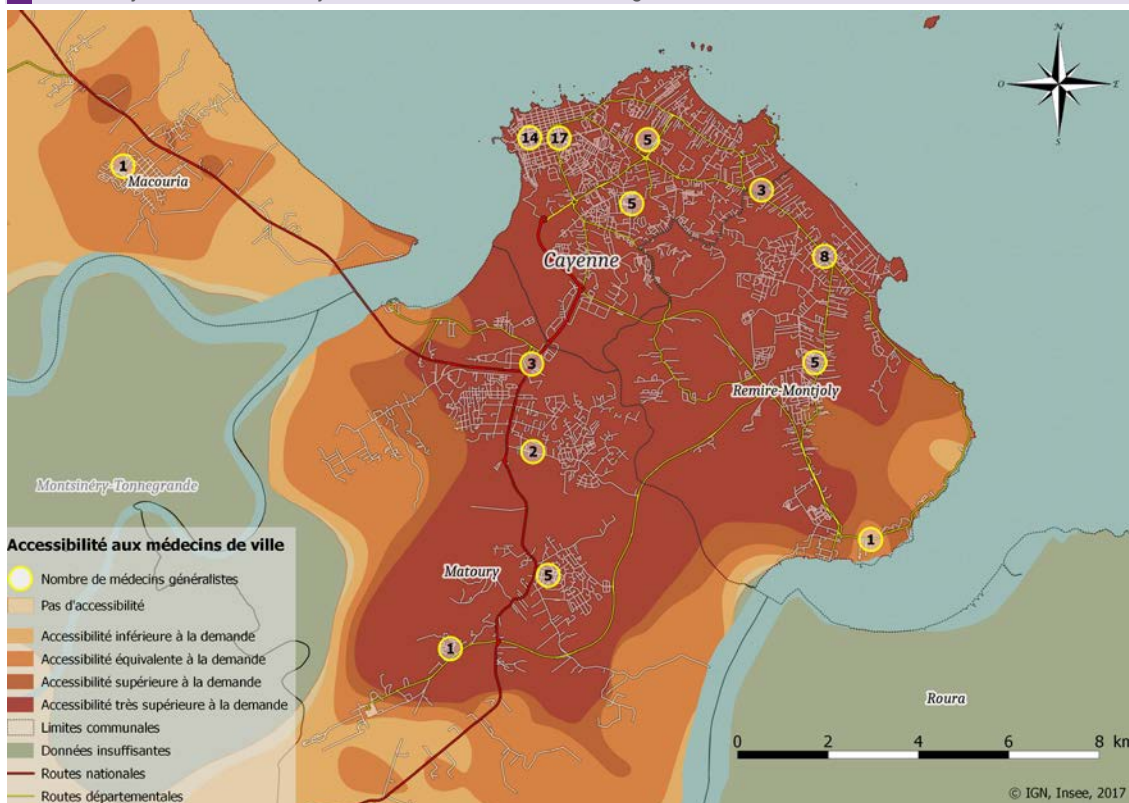 N
O
E
S
14
17
5
1
Macouria
3
5
Cayenne
8
3
5
Remire-Montjoly
2
Montsinéry-Tonnegrande
1
Accessibilité aux médecins de ville
Nombre de médecins généralistes
Matoury
5
Pas d'accessibilité
Accessibilité inférieure à la demande
1
Accessibilité équivalente à la demande
Accessibilité supérieure à la demande
Accessibilité très supérieure à la demande
Roura
Limites communales
Données insuffisantes
0 2 4 6 8 km
Routes nationales
Routes départementales
© IGN, Insee, 2017